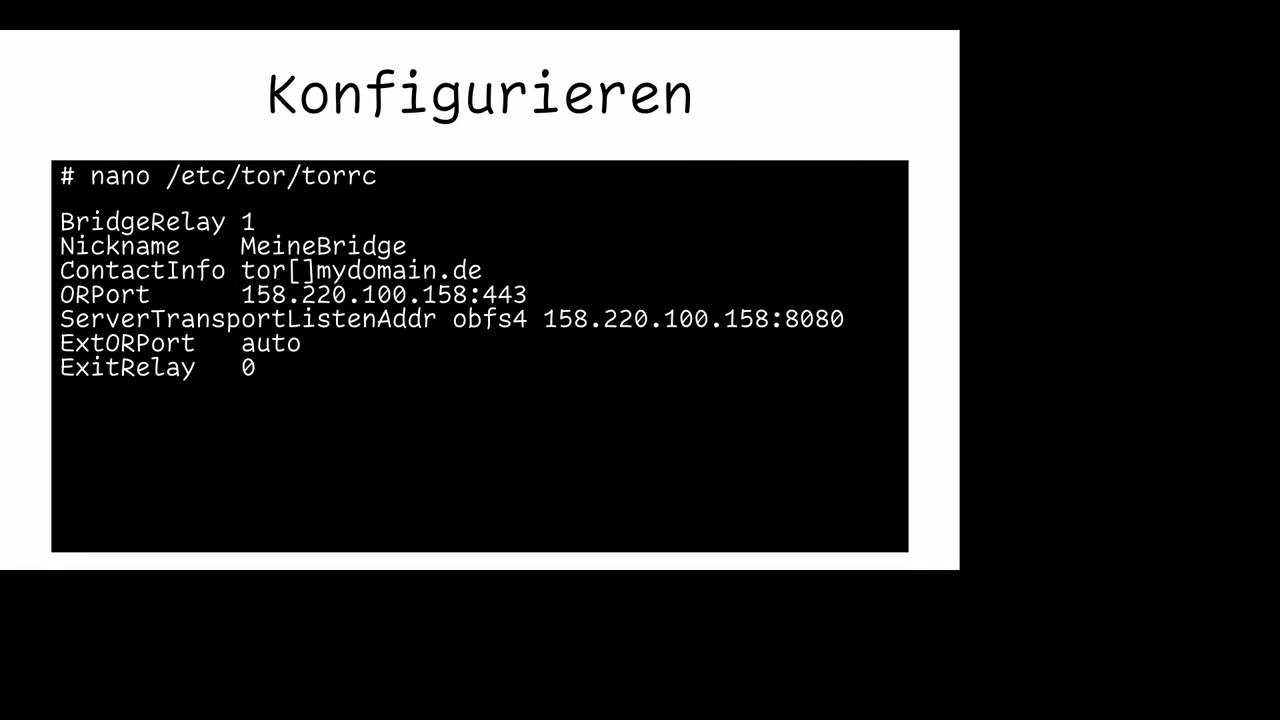 Konfigurieren
# nano /etc/tor/torrc
BridgeRelay 1
Nickname    MeineBridge
ContactInfo tor[]mydomain.de
ORPort      158.220.100.158:443
ServerTransportListenAddr obfs4 158.220.100.158:8080
ExtORPort   auto
ExitRelay   0